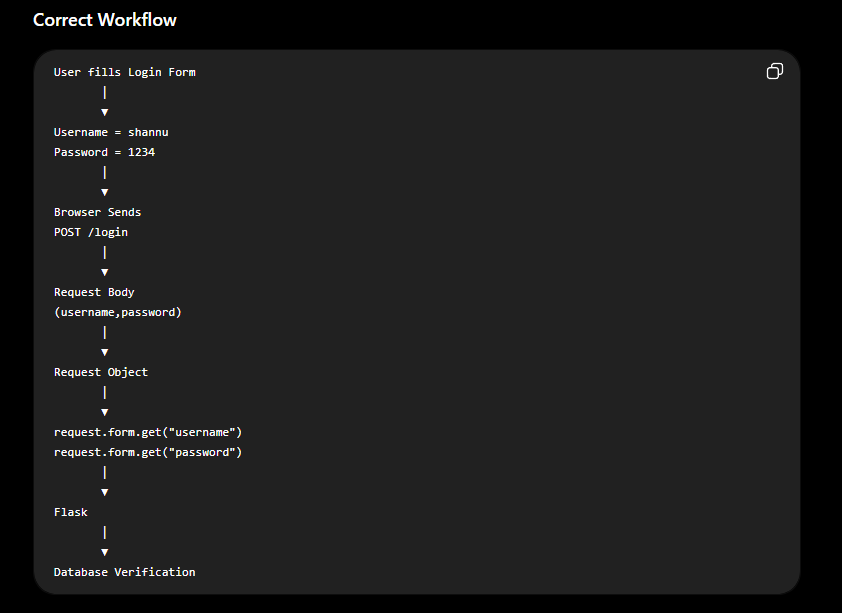 Correct Workflow
User fills Login Form
|
▼
Username = shannu
Password = 1234
|
▼
Browser Sends
POST /login
|
▼
Request Body
(username,password)
|
▼
Request Object
|
▼
request.form.get("username")
request.form.get("password")
|
▼
Flask
|
▼
Database Verification